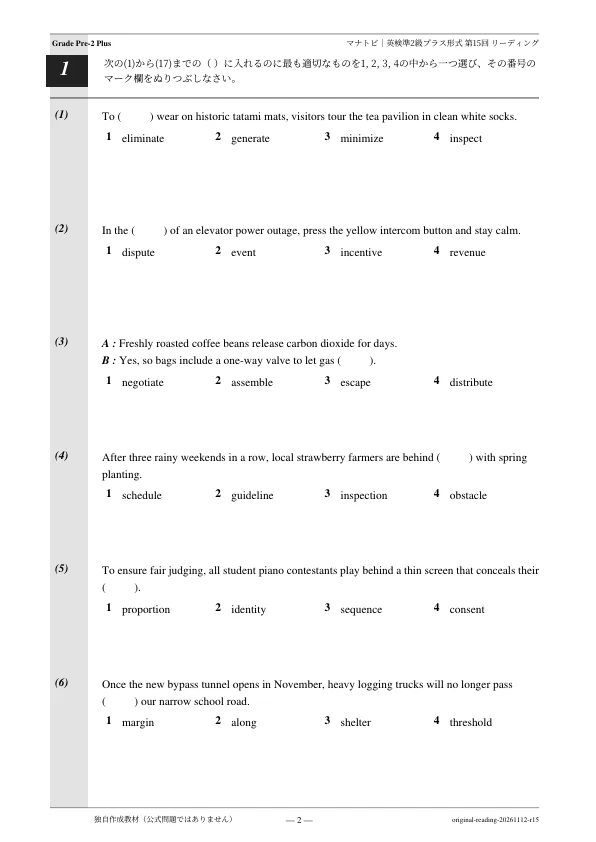 Grade Pre-2 Plus
マナトビ｜英検準2級プラス形式 第15回 リーディング
1
次の(1)から(17)までの（ ）に入れるのに最も適切なものを1, 2, 3, 4の中から一つ選び、その番号の
マーク欄をぬりつぶしなさい。
(1)
To (          ) wear on historic tatami mats, visitors tour the tea pavilion in clean white socks.
1 eliminate 2 generate 3 minimize 4 inspect
(2)
In the (          ) of an elevator power outage, press the yellow intercom button and stay calm.
1 dispute 2 event 3 incentive 4 revenue
(3)
A : Freshly roasted coffee beans release carbon dioxide for days.
B : Yes, so bags include a one-way valve to let gas (          ).
1 negotiate 2 assemble 3 escape 4 distribute
(4)
After three rainy weekends in a row, local strawberry farmers are behind (          ) with spring
planting.
1 schedule 2 guideline 3 inspection 4 obstacle
(5)
To ensure fair judging, all student piano contestants play behind a thin screen that conceals their
(          ).
1 proportion 2 identity 3 sequence 4 consent
(6)
Once the new bypass tunnel opens in November, heavy logging trucks will no longer pass
(          ) our narrow school road.
1 margin 2 along 3 shelter 4 threshold
独自作成教材（公式問題ではありません）
— 2 —
original-reading-20261112-r15